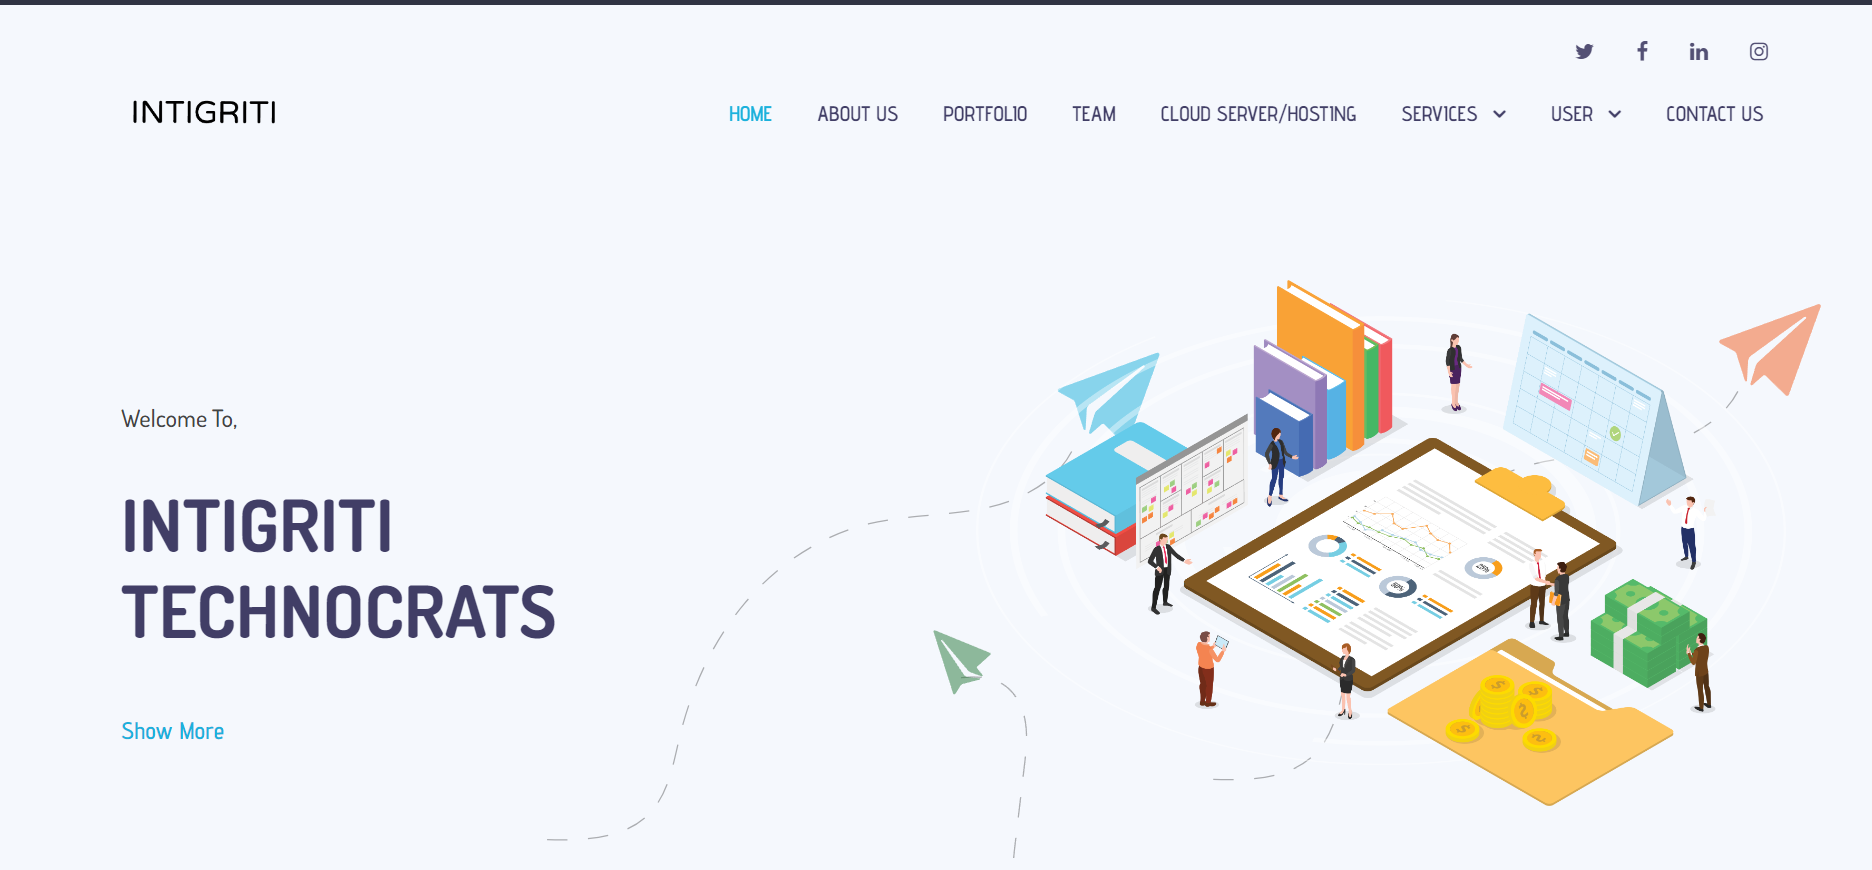 INTIGRITI
HOME ABOUT US PORTFOLIO TEAM CLOUD SERVER/HOSTING SERVICES USER CONTACT US
Welcome To,
INTIGRITI
TECHNOCRATS
Show More